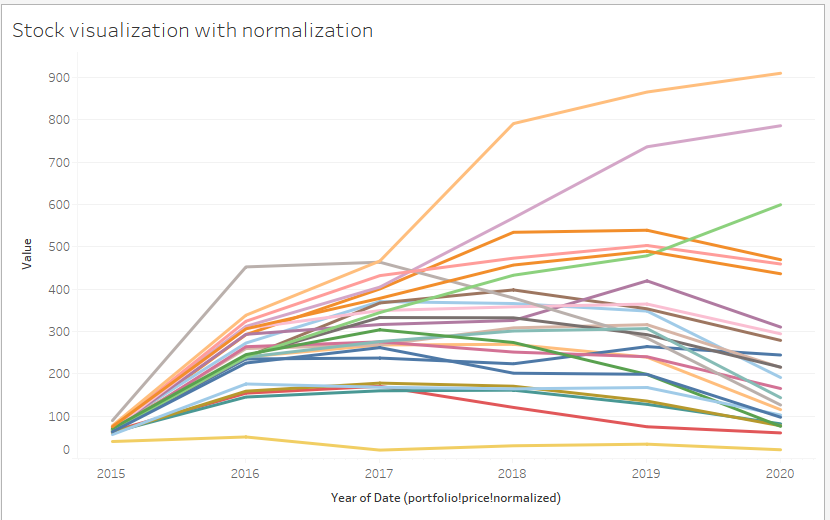 Stock visualization with normalization
900
800
700
600
500
400
300
200
100
0
Value
2015 2016 2017 2018 2019 2020
Year of Date (portfolio!price!normalized)